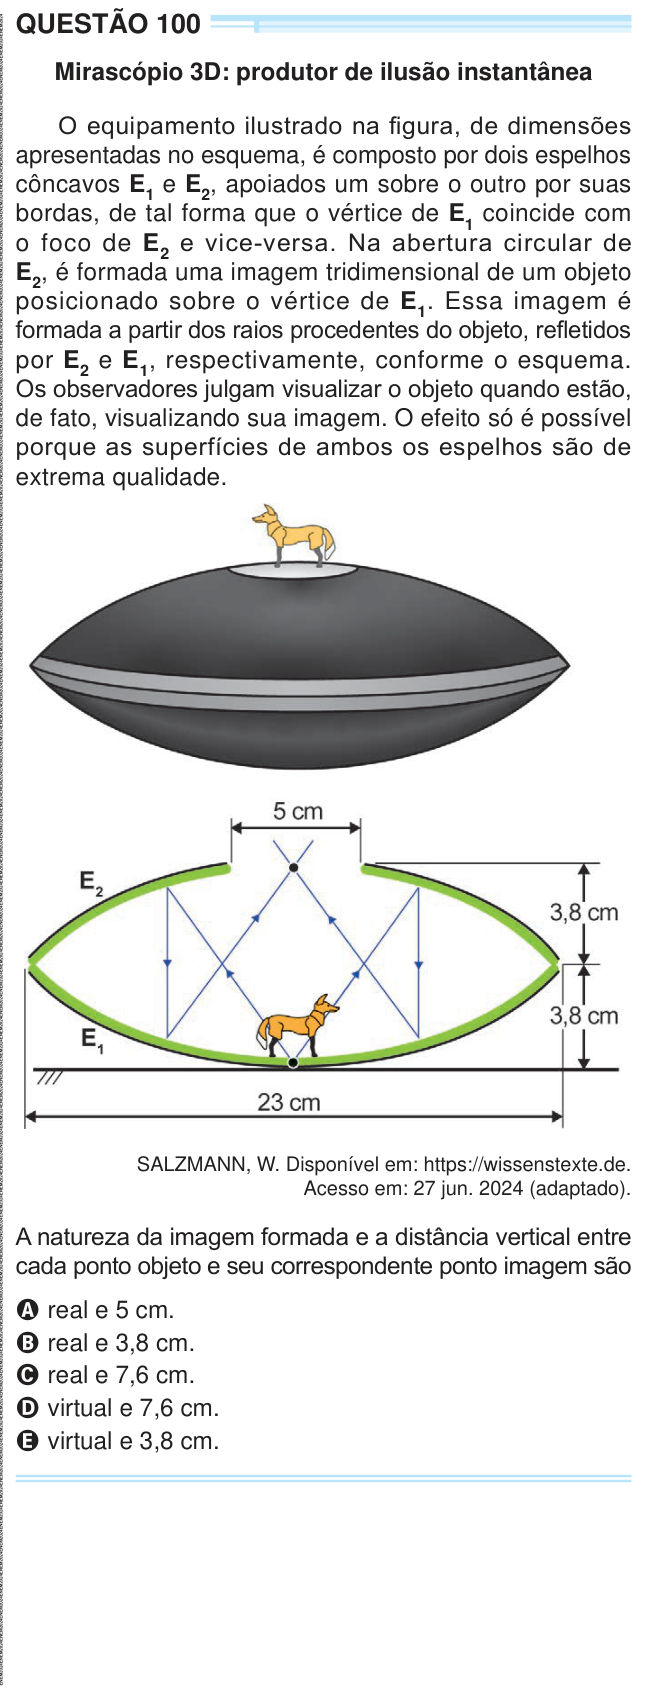 QUESTÃO 100
Mirascópio 3D: produtor de ilusão instantânea
O equipamento ilustrado na figura, de dimensões
apresentadas no esquema, é composto por dois espelhos
côncavos E1 e E2, apoiados um sobre o outro por suas
bordas, de tal forma que o vértice de E1 coincide com
o foco de E2 e vice-versa. Na abertura circular de
E2, é formada uma imagem tridimensional de um objeto
posicionado sobre o vértice de E1. Essa imagem é
formada a partir dos raios procedentes do objeto, refletidos
por E2 e E1, respectivamente, conforme o esquema.
Os observadores julgam visualizar o objeto quando estão,
de fato, visualizando sua imagem. O efeito só é possível
porque as superfícies de ambos os espelhos são de
extrema qualidade.
5 cm
E2
3,8 cm
3,8 cm
E1
23 cm
SALZMANN, W. Disponível em: https://wissenstexte.de.
Acesso em: 27 jun. 2024 (adaptado).
A natureza da imagem formada e a distância vertical entre
cada ponto objeto e seu correspondente ponto imagem são
A real e 5 cm.
B real e 3,8 cm.
C real e 7,6 cm.
D virtual e 7,6 cm.
E virtual e 3,8 cm.